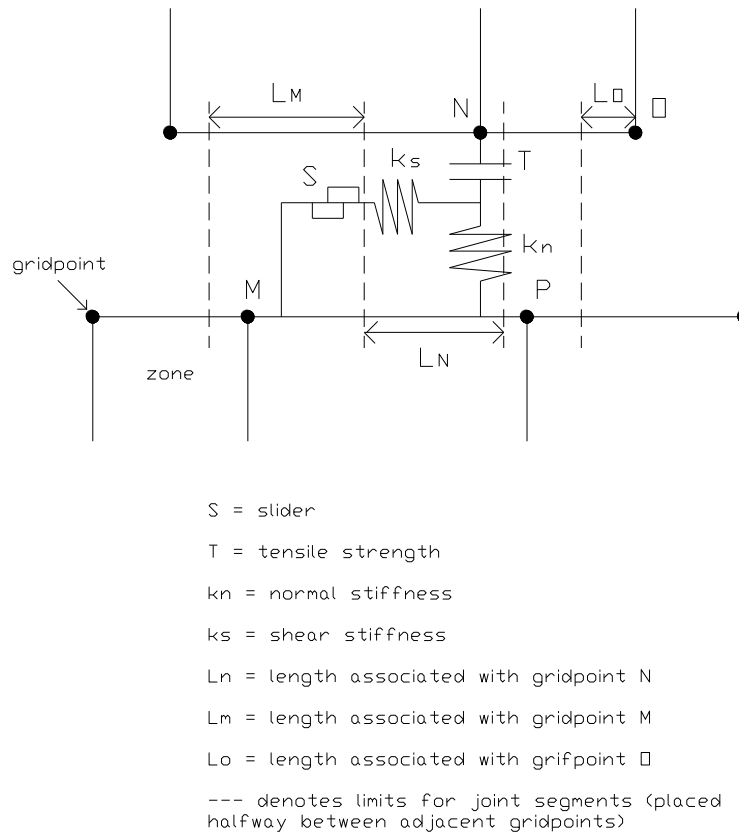 LM
N
LO
O
S
ks
T
kn
gridpoint
M
P
LN
zone
S = slider
T = tensile strength
kn = normal stiffness
ks = shear stiffness
Ln = length associated with gridpoint N
Lm = length associated with gridpoint M
Lo = length associated with grifpoint O
--- denotes limits for joint segments (placed
halfway between adjacent gridpoints)